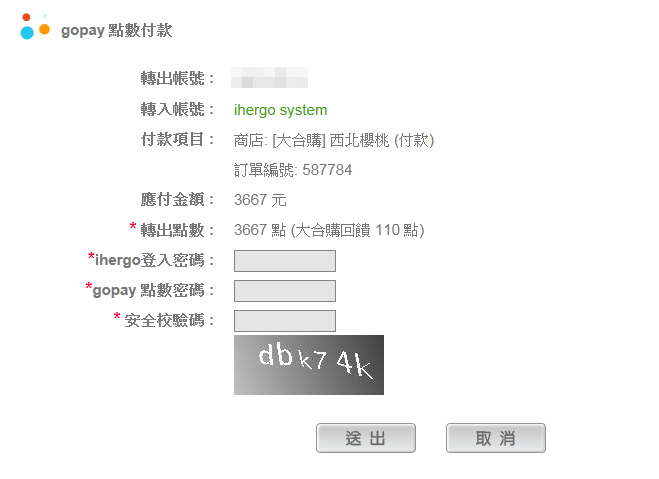 gopay 點數付款
轉出帳號：
轉入帳號： ihergo system
付款項目： 商店: [大合購] 西北櫻桃 (付款)
訂單編號: 587784
應付金額： 3667 元
* 轉出點數： 3667 點 (大合購回饋 110 點)
*ihergo登入密碼：
*gopay 點數密碼：
* 安全校驗碼：
dbk74k
送出 取消